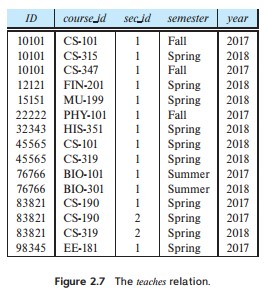 ID course_id sec_id semester year
10101 CS-101 1 Fall 2017
10101 CS-315 1 Spring 2018
10101 CS-347 1 Fall 2017
12121 FIN-201 1 Spring 2018
15151 MU-199 1 Spring 2018
22222 PHY-101 1 Fall 2017
32343 HIS-351 1 Spring 2018
45565 CS-101 1 Spring 2018
45565 CS-319 1 Spring 2018
76766 BIO-101 1 Summer 2017
76766 BIO-301 1 Summer 2018
83821 CS-190 1 Spring 2017
83821 CS-190 2 Spring 2017
83821 CS-319 2 Spring 2018
98345 EE-181 1 Spring 2017
Figure 2.7 The teaches relation.